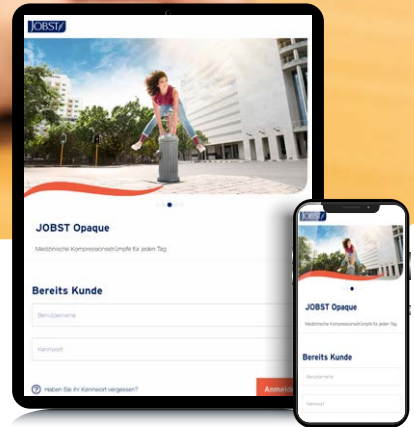 JOBST
JOBST Opaque
Medizinische Kompressionsstrümpfe für jeden Tag
Bereits Kunde
Benutzername
Kennwort
Haben Sie Ihr Kennwort vergessen?
Anmelde
JOBST
JOBST Opaque
Medizinische Kompressionsstrümpfe für jeden Tag
Bereits Kunde
Benutzername
Kennwort